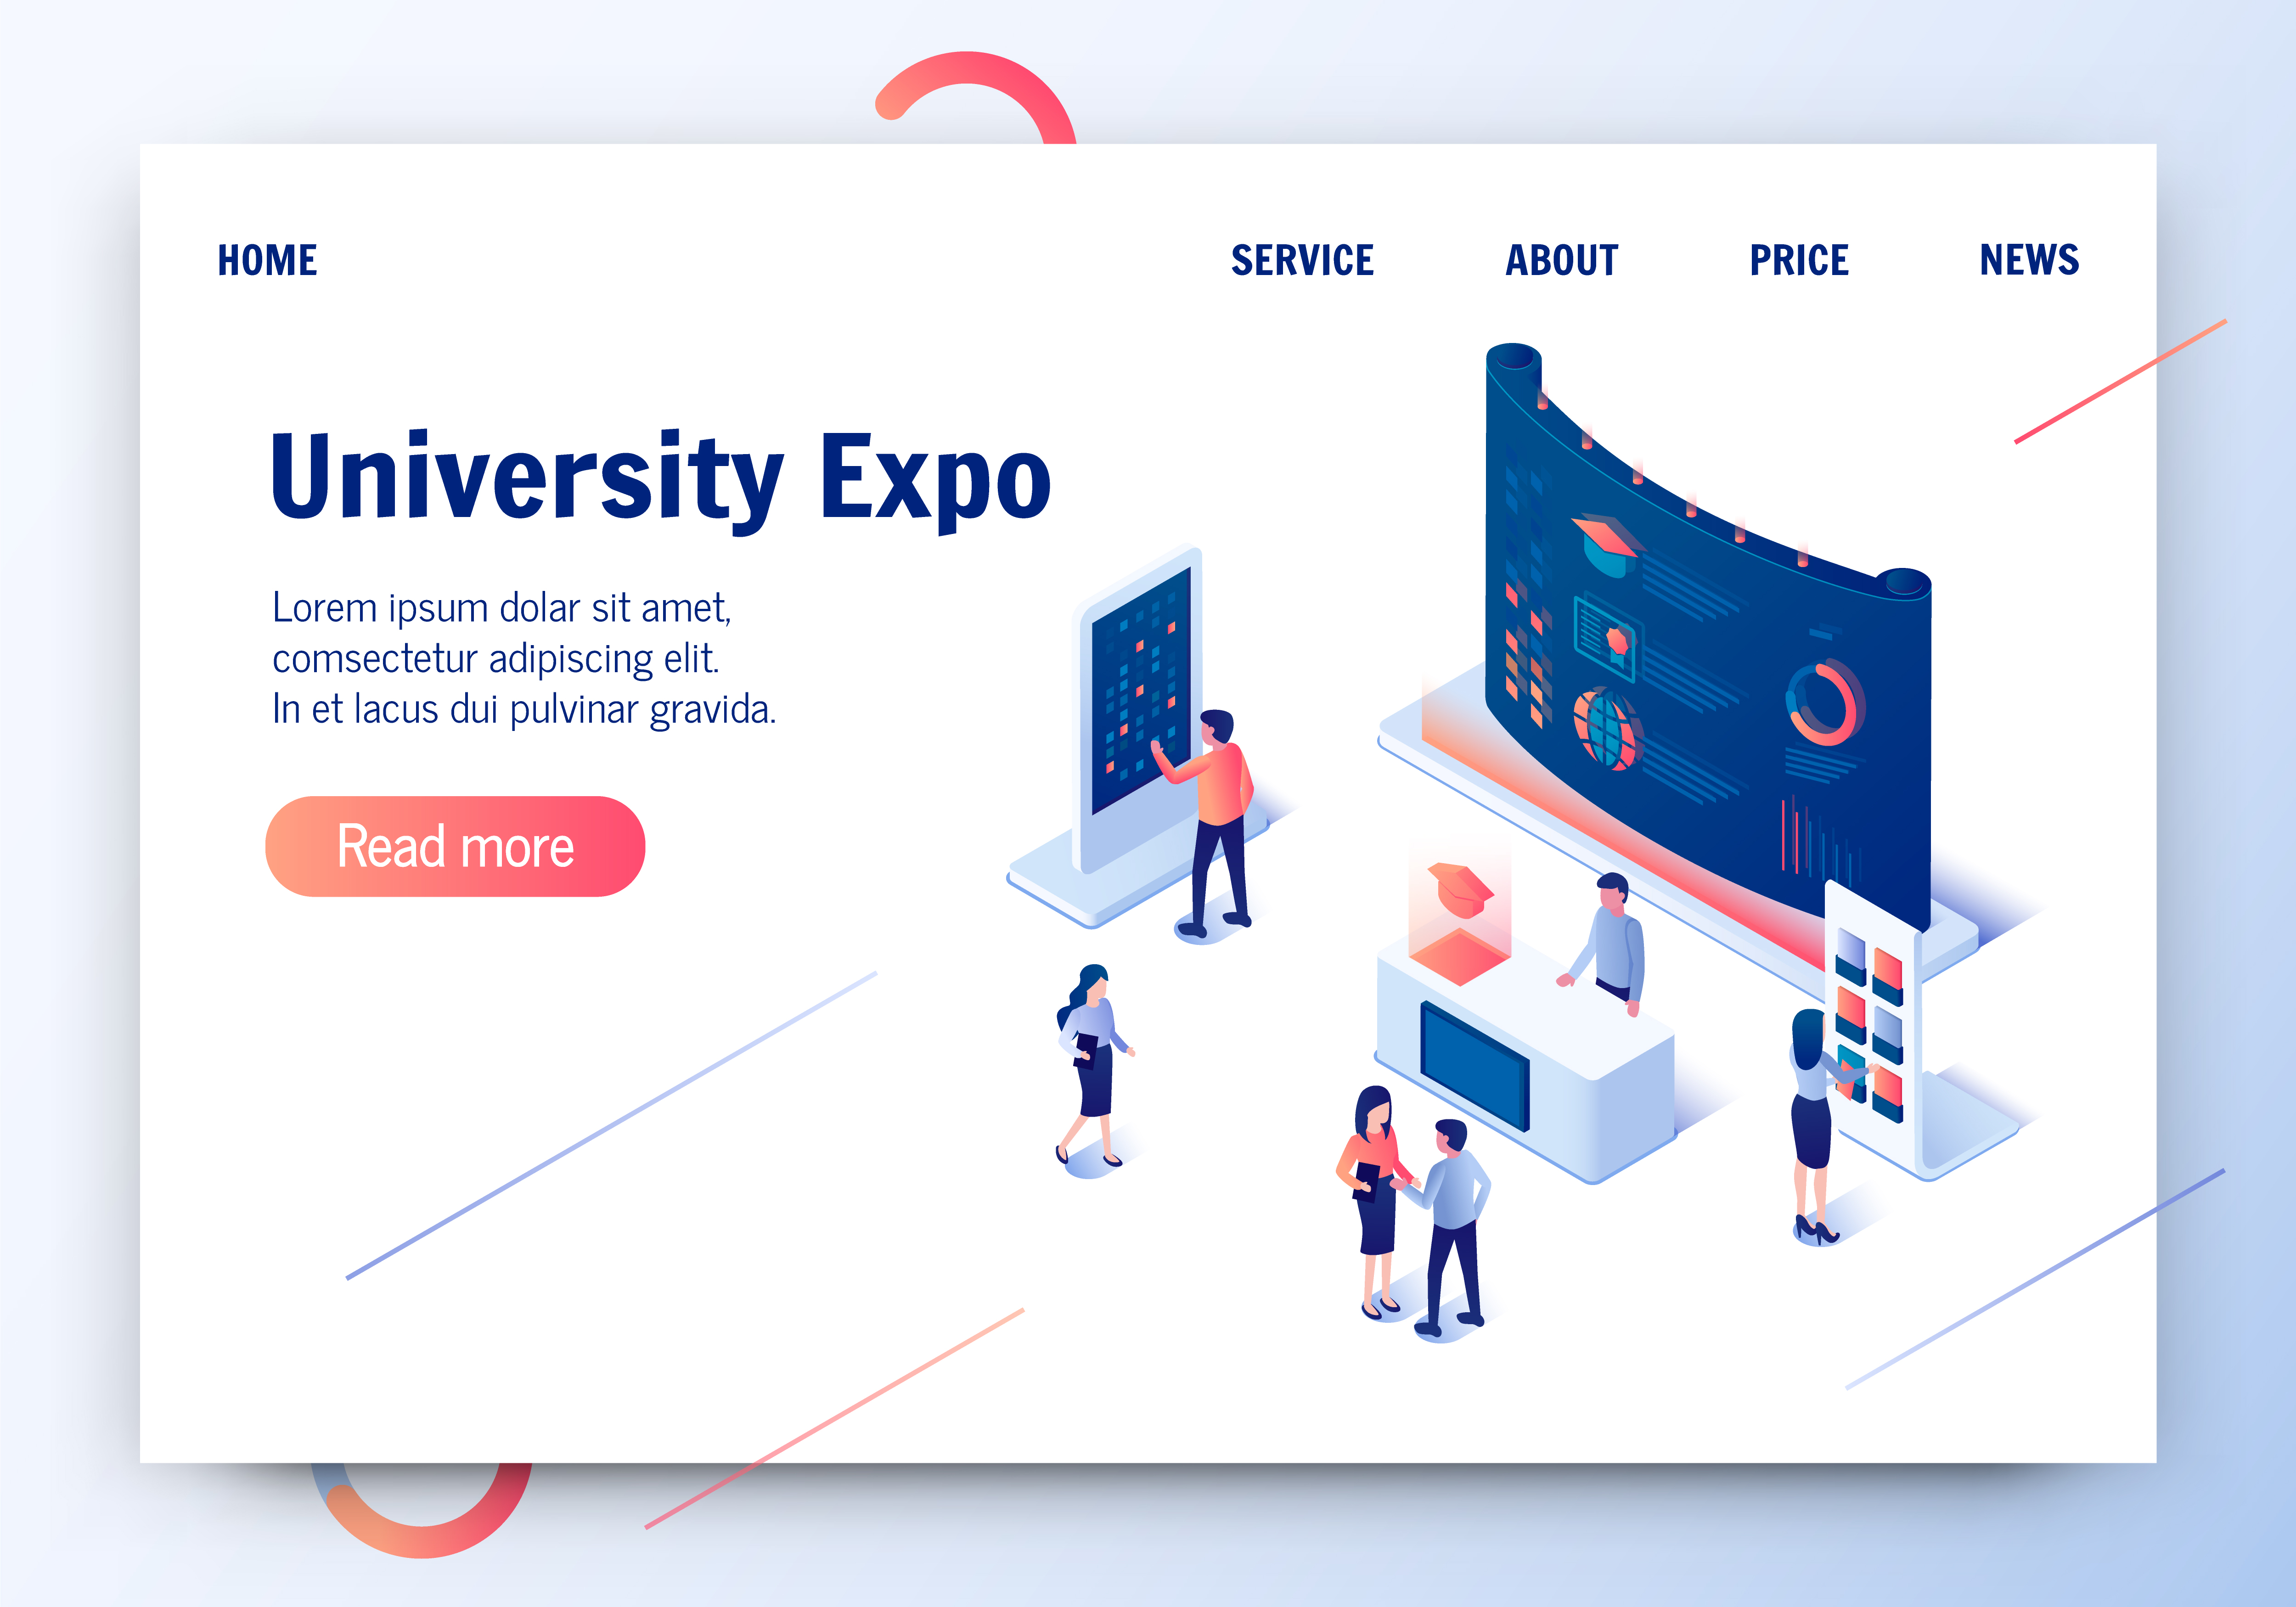 HOME SERVICE ABOUT PRICE NEWS
University Expo
Lorem ipsum dolar sit amet,
comsectetur adipiscing elit.
In et lacus dui pulvinar gravida.
Read more